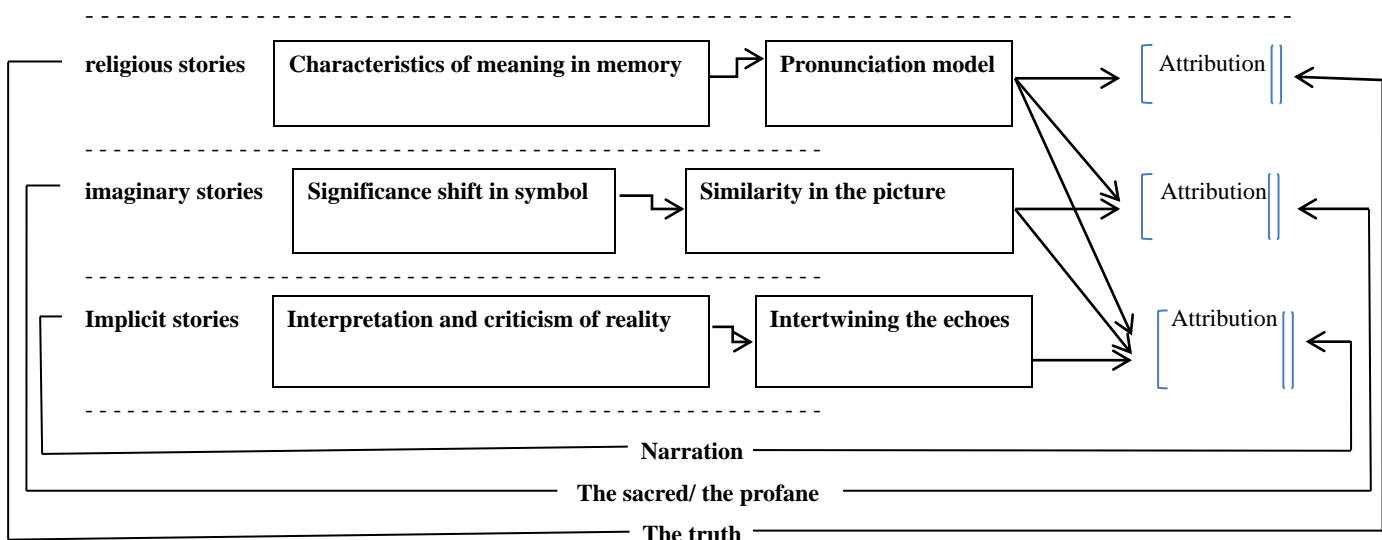 religious stories Characteristics of meaning in memory Pronunciation model Attribution
imaginary stories Significance shift in symbol Similarity in the picture Attribution
Implicit stories Interpretation and criticism of reality Intertwining the echoes Attribution
Narration
The sacred/ the profane
The truth